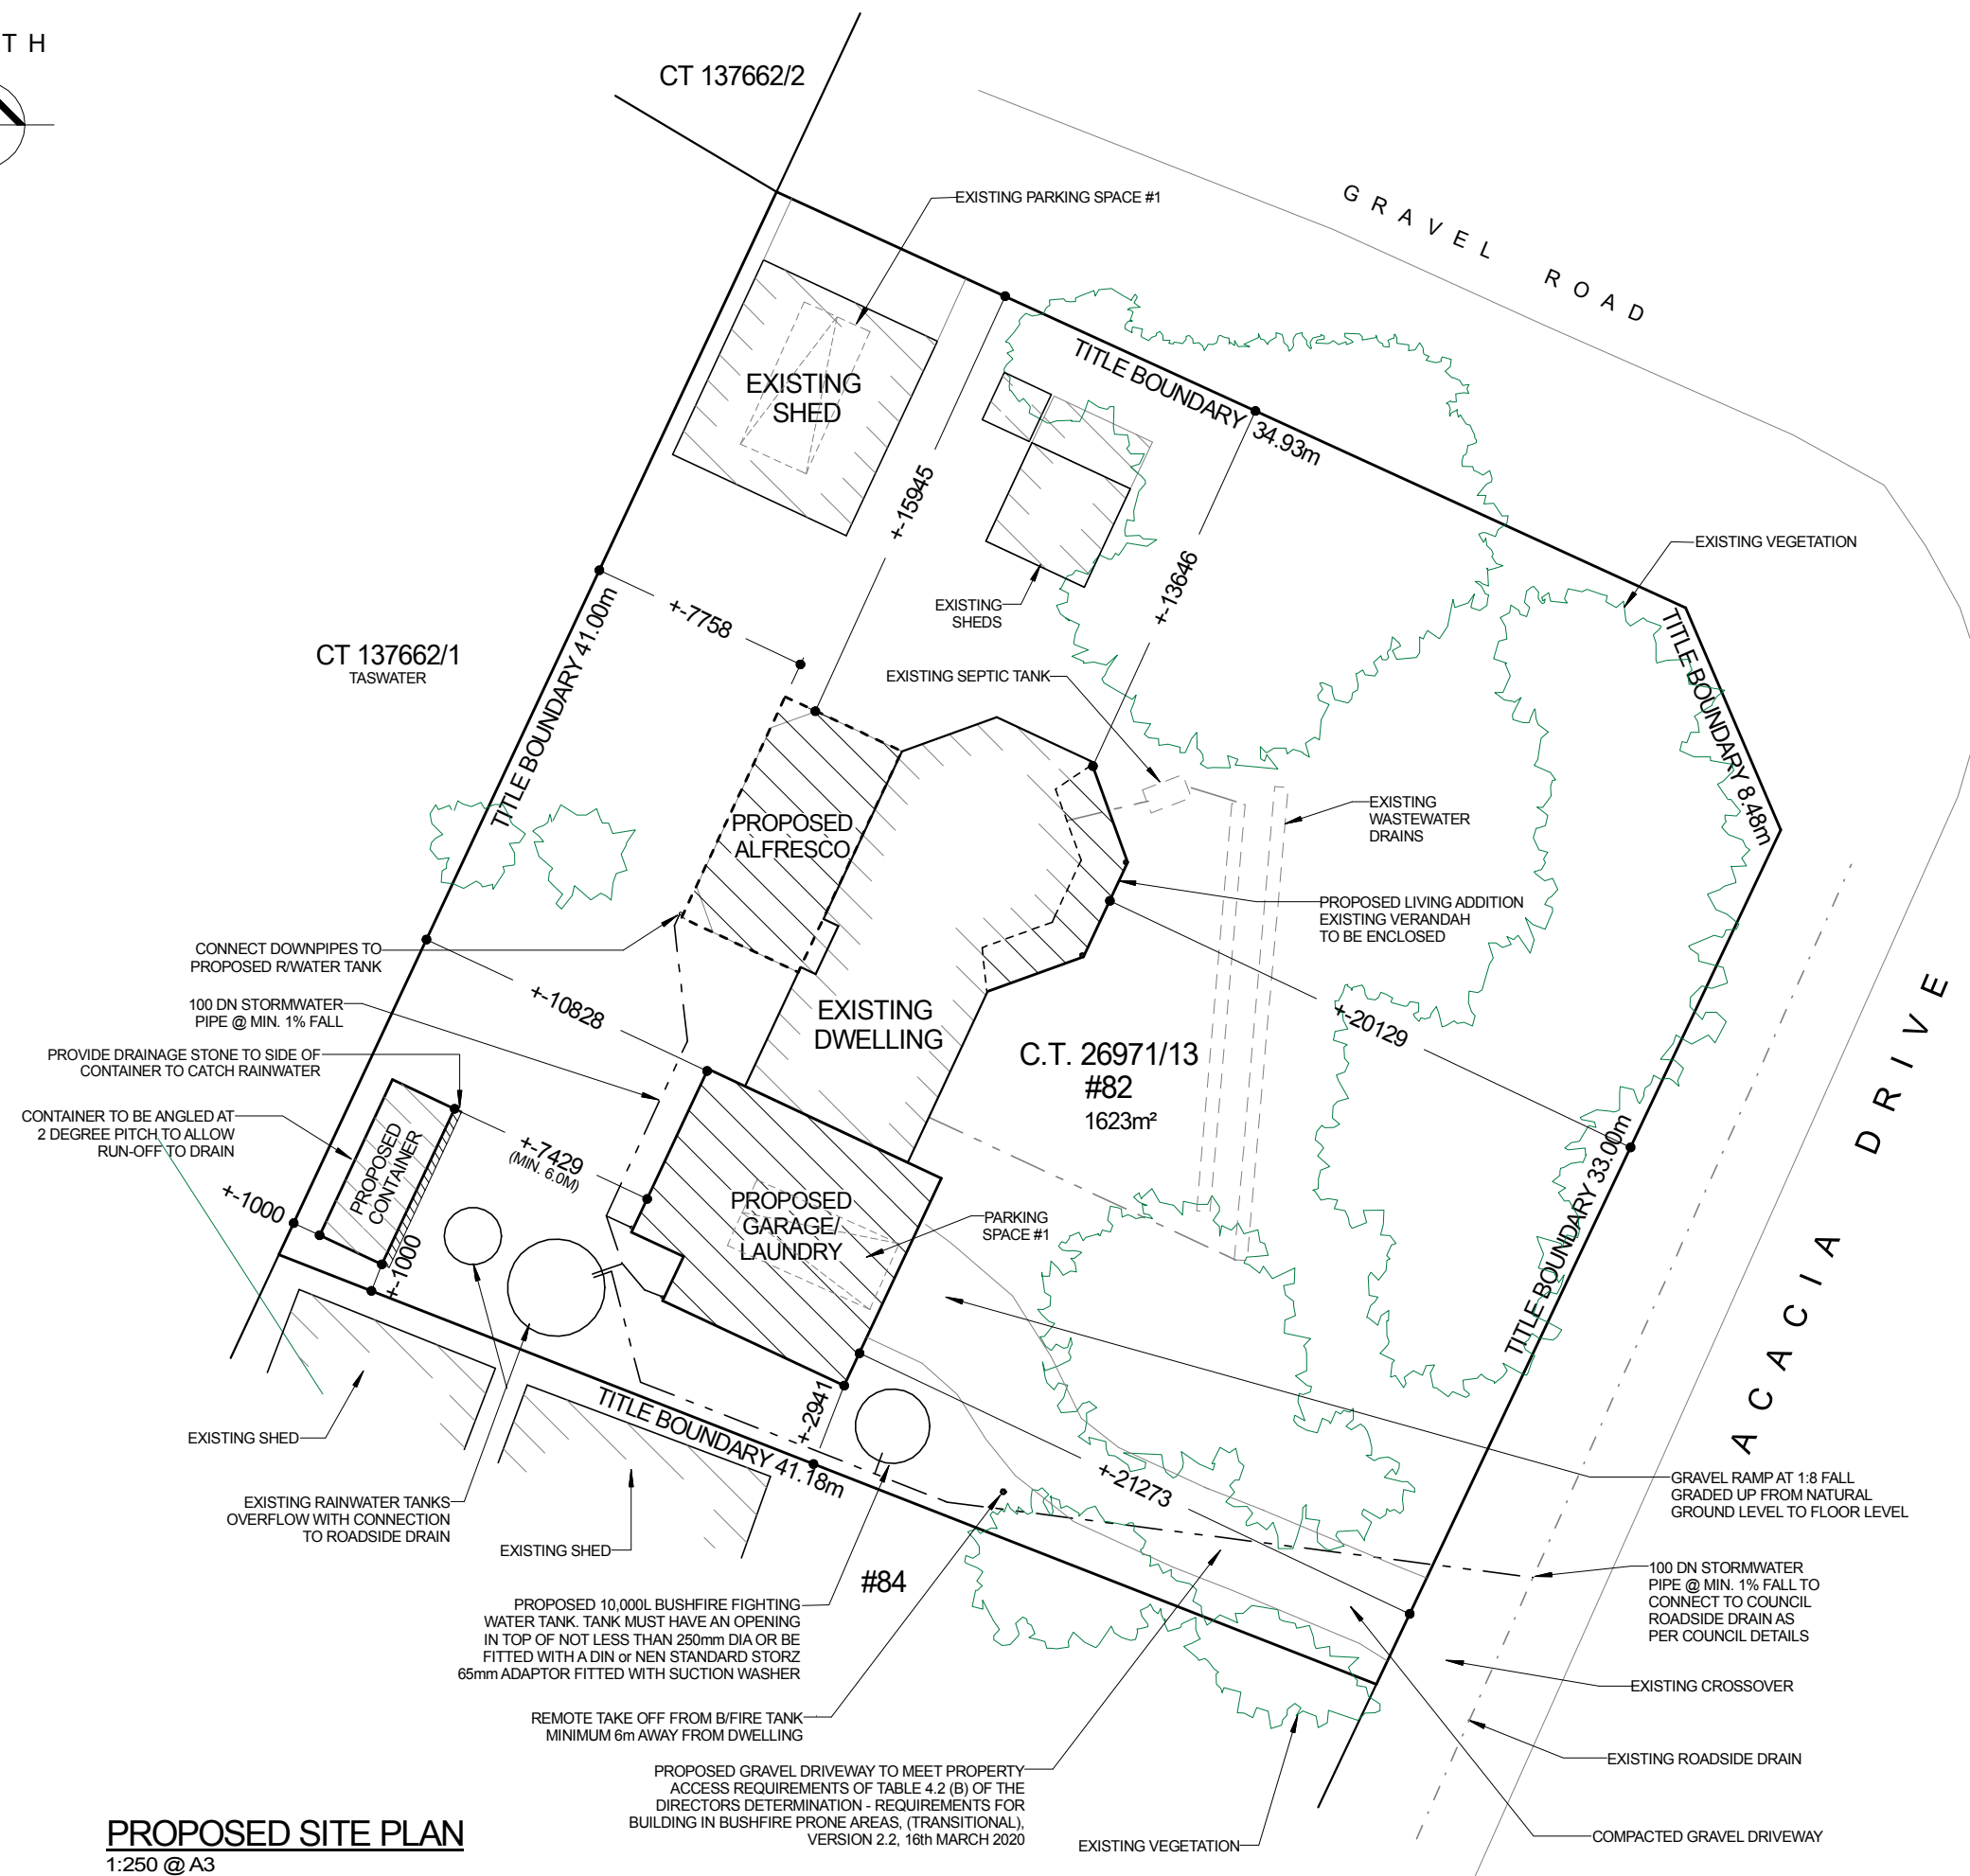 TH
CT 137662/2
GRAVEL ROAD
EXISTING PARKING SPACE #1
EXISTING
SHED
TITLE BOUNDARY 34.93m
+-15945
+-13646
EXISTING VEGETATION
EXISTING
SHEDS
+-7758
TITLE BOUNDARY 41.00m
CT 137662/1
TASWATER
EXISTING SEPTIC TANK
TITLE BOUNDARY 8.48m
PROPOSED
ALFRESCO
EXISTING
WASTEWATER
DRAINS
PROPOSED LIVING ADDITION
EXISTING VERANDAH
TO BE ENCLOSED
CONNECT DOWNPIPES TO
PROPOSED R/WATER TANK
100 DN STORMWATER
PIPE @ MIN. 1% FALL
+-10828
EXISTING
DWELLING
+-20129
ACACIA DRIVE
PROVIDE DRAINAGE STONE TO SIDE OF
CONTAINER TO CATCH RAINWATER
C.T. 26971/13
#82
1623m²
CONTAINER TO BE ANGLED AT
2 DEGREE PITCH TO ALLOW
RUN-OFF TO DRAIN
PROPOSED
CONTAINER
+-7429
(MIN. 6.0M)
+-1000
+-1000
PROPOSED
GARAGE/
LAUNDRY
PARKING
SPACE #1
TITLE BOUNDARY 33.00m
EXISTING SHED
TITLE BOUNDARY 41.18m
+-2941
+-21273
GRAVEL RAMP AT 1:8 FALL
GRADED UP FROM NATURAL
GROUND LEVEL TO FLOOR LEVEL
EXISTING RAINWATER TANKS
OVERFLOW WITH CONNECTION
TO ROADSIDE DRAIN
EXISTING SHED
#84
100 DN STORMWATER
PIPE @ MIN. 1% FALL TO
CONNECT TO COUNCIL
ROADSIDE DRAIN AS
PER COUNCIL DETAILS
PROPOSED 10,000L BUSHFIRE FIGHTING
WATER TANK. TANK MUST HAVE AN OPENING
IN TOP OF NOT LESS THAN 250mm DIA OR BE
FITTED WITH A DIN or NEN STANDARD STORZ
65mm ADAPTOR FITTED WITH SUCTION WASHER
EXISTING CROSSOVER
REMOTE TAKE OFF FROM B/FIRE TANK
MINIMUM 6m AWAY FROM DWELLING
EXISTING ROADSIDE DRAIN
PROPOSED GRAVEL DRIVEWAY TO MEET PROPERTY
ACCESS REQUIREMENTS OF TABLE 4.2 (B) OF THE
DIRECTORS DETERMINATION - REQUIREMENTS FOR
BUILDING IN BUSHFIRE PRONE AREAS, (TRANSITIONAL),
VERSION 2.2, 16th MARCH 2020
EXISTING VEGETATION
COMPACTED GRAVEL DRIVEWAY
PROPOSED SITE PLAN
1:250 @ A3